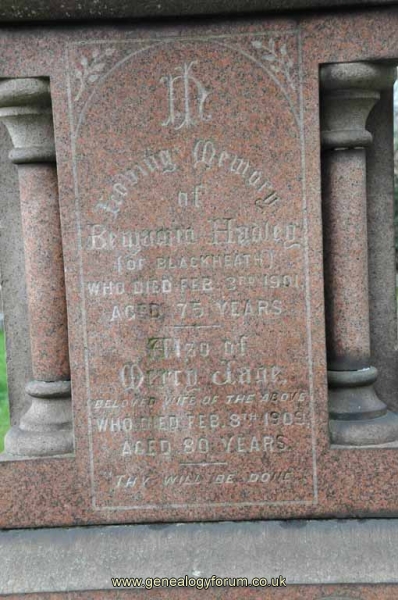 In
Loving Memory
of
Benjamin Hadley,
(OF BLACKHEATH)
WHO DIED FEB. 3RD 1901.
AGED 75 YEARS.
Also of
Mercy Jane,
BELOVED WIFE OF THE ABOVE
WHO DIED FEB. 8TH 1909.
AGED 80 YEARS.
"THY WILL BE DONE"
www.genealogyforum.co.uk